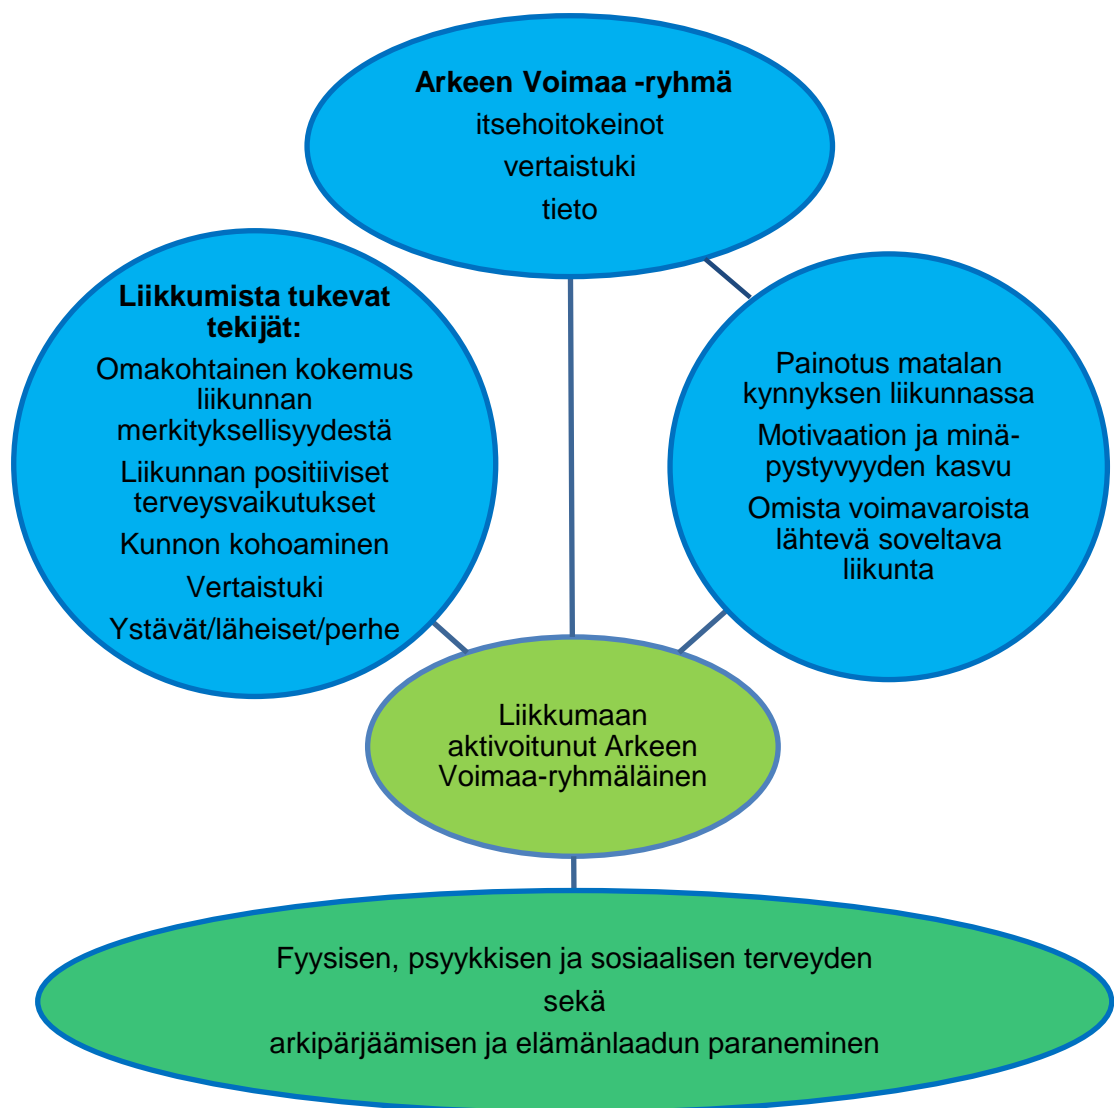 Arkeen Voimaa -ryhmä
itsehoitokeinot
vertaistuki
tieto
Liikkumista tukevat
tekijät:
Omakohtainen kokemus
liikunnan
merkityksellisyydestä
Liikunnan positiiviset
terveysvaikutukset
Kunnon kohoaminen
Vertaistuki
Ystävät/läheiset/perhe
Painotus matalan
kynnyksen liikunnassa
Motivaation ja minä-
pystyvyyden kasvu
Omista voimavaroista
lähtevä soveltava
liikunta
Liikkumaan
aktivoitunut Arkeen
Voimaa-ryhmäläinen
Fyysisen, psyykkisen ja sosiaalisen terveyden
sekä
arkipärjäämisen ja elämänlaadun paraneminen